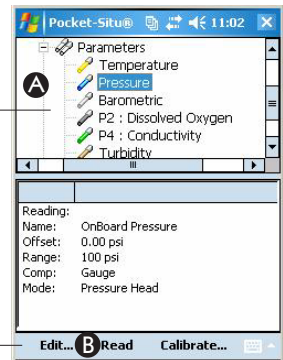 Pocket-Situ® 11:02
Parameters
Temperature
A
Pressure
Barometric
P2 : Dissolved Oxygen
P4 : Conductivity
Turbidity
Reading:
Name: OnBoard Pressure
Offset: 0.00 psi
Range: 100 psi
Comp: Gauge
Mode: Pressure Head
Edit... B Read Calibrate...